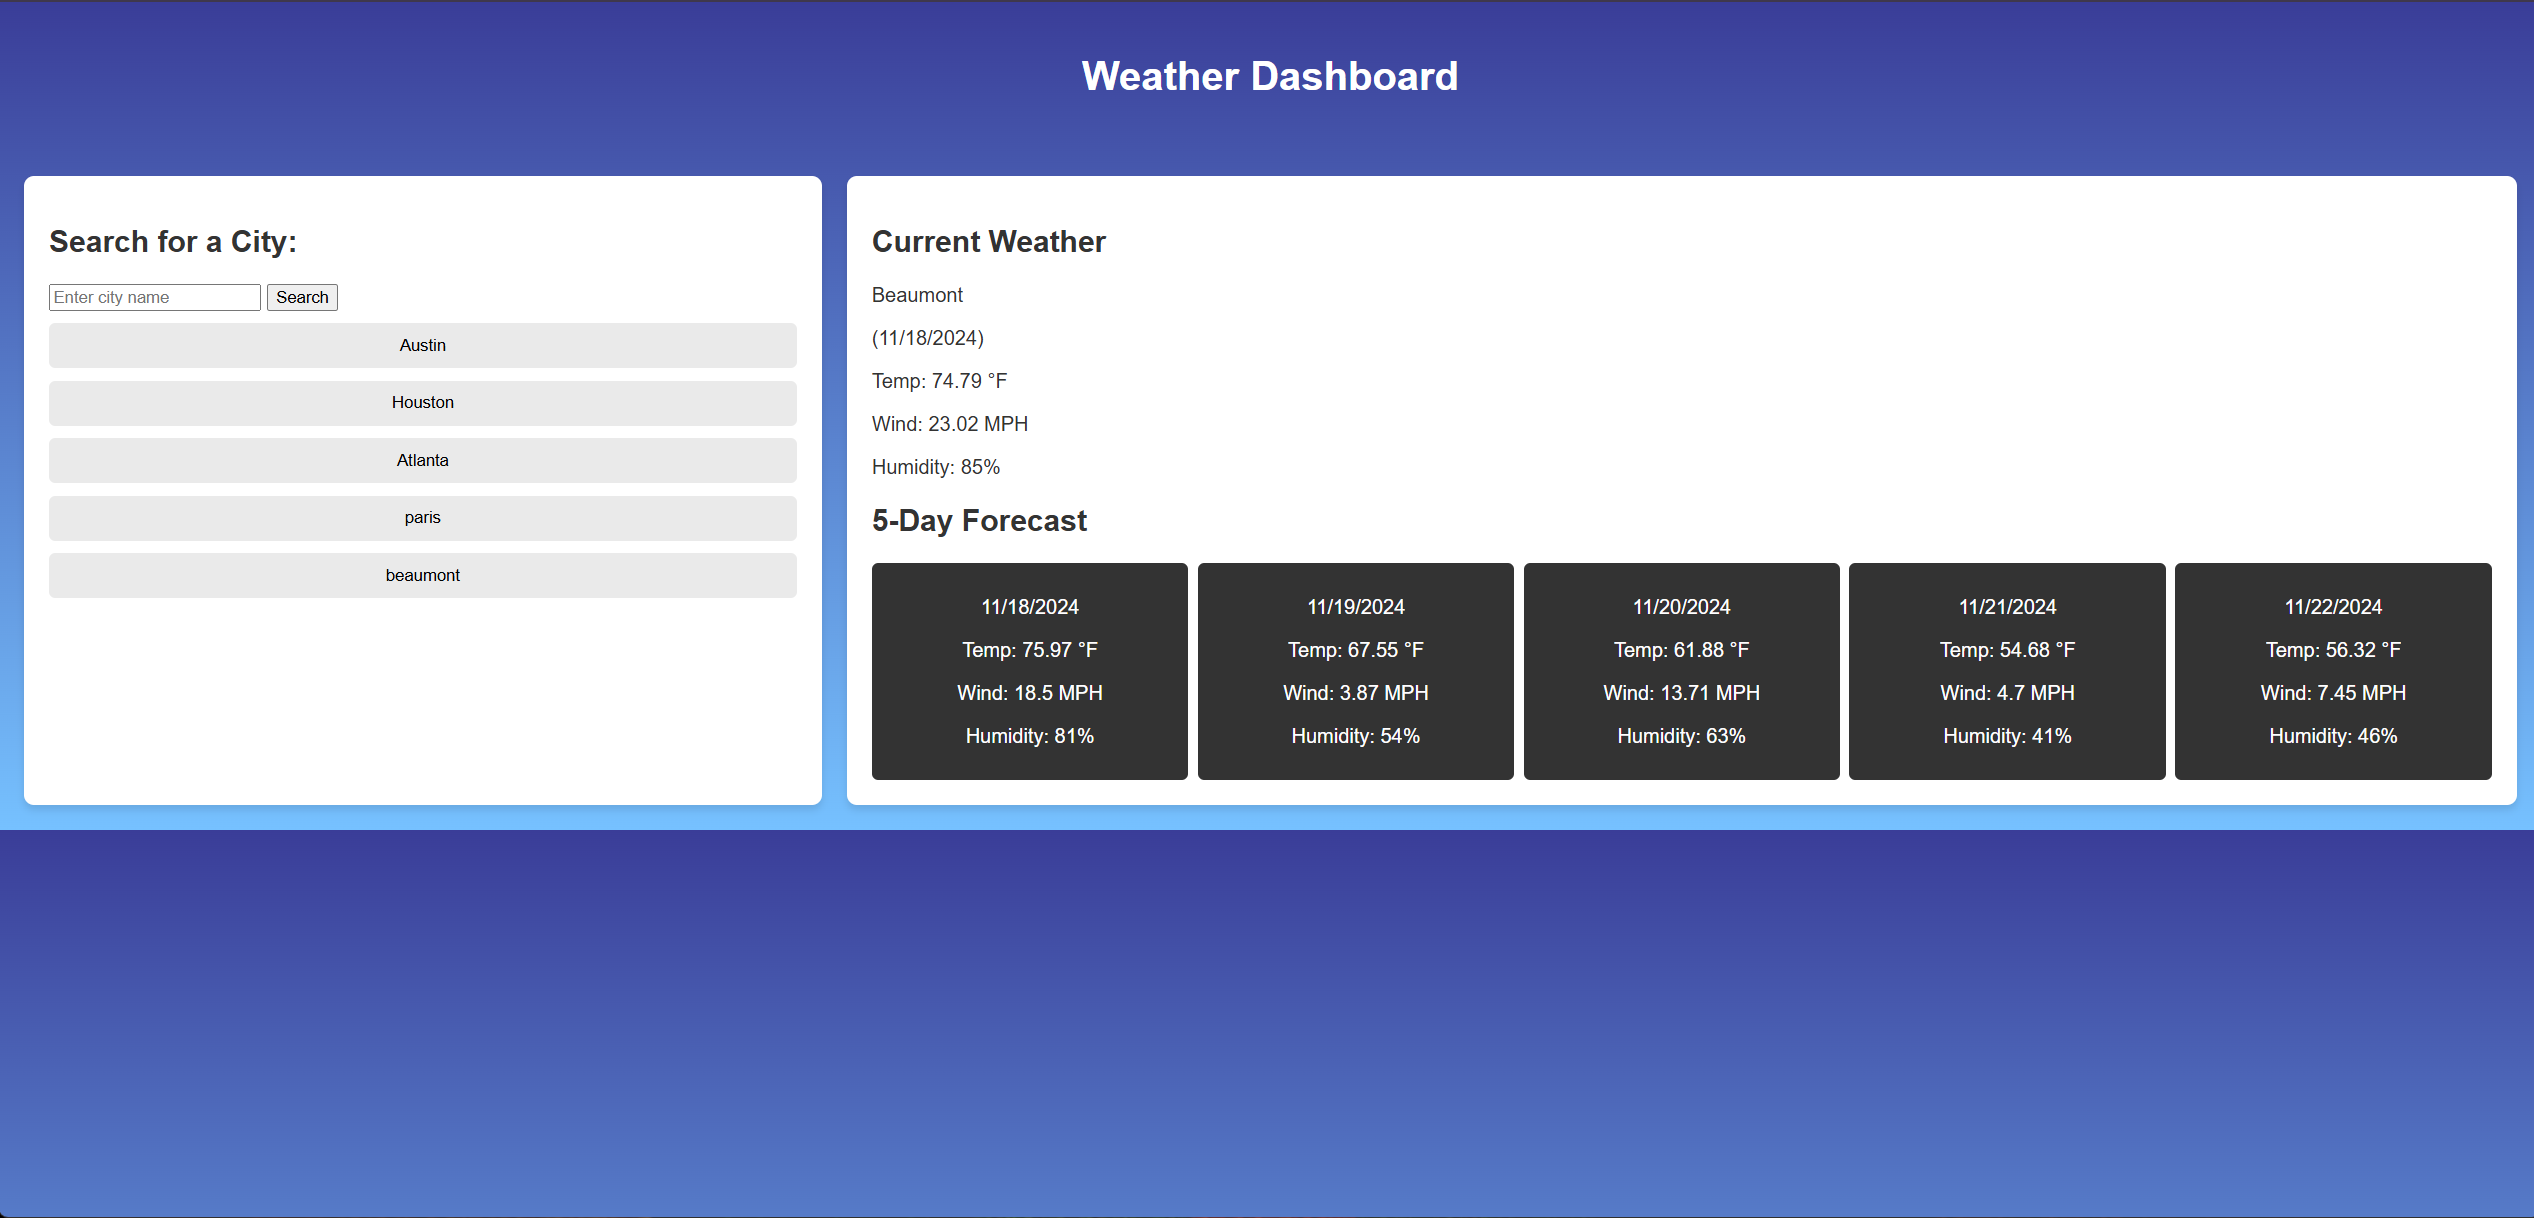 Weather Dashboard
Search for a City:
Enter city name Search
Austin
Houston
Atlanta
paris
beaumont
Current Weather
Beaumont
(11/18/2024)
Temp: 74.79 °F
Wind: 23.02 MPH
Humidity: 85%
5-Day Forecast
11/18/2024
Temp: 75.97 °F
Wind: 18.5 MPH
Humidity: 81%
11/19/2024
Temp: 67.55 °F
Wind: 3.87 MPH
Humidity: 54%
11/20/2024
Temp: 61.88 °F
Wind: 13.71 MPH
Humidity: 63%
11/21/2024
Temp: 54.68 °F
Wind: 4.7 MPH
Humidity: 41%
11/22/2024
Temp: 56.32 °F
Wind: 7.45 MPH
Humidity: 46%